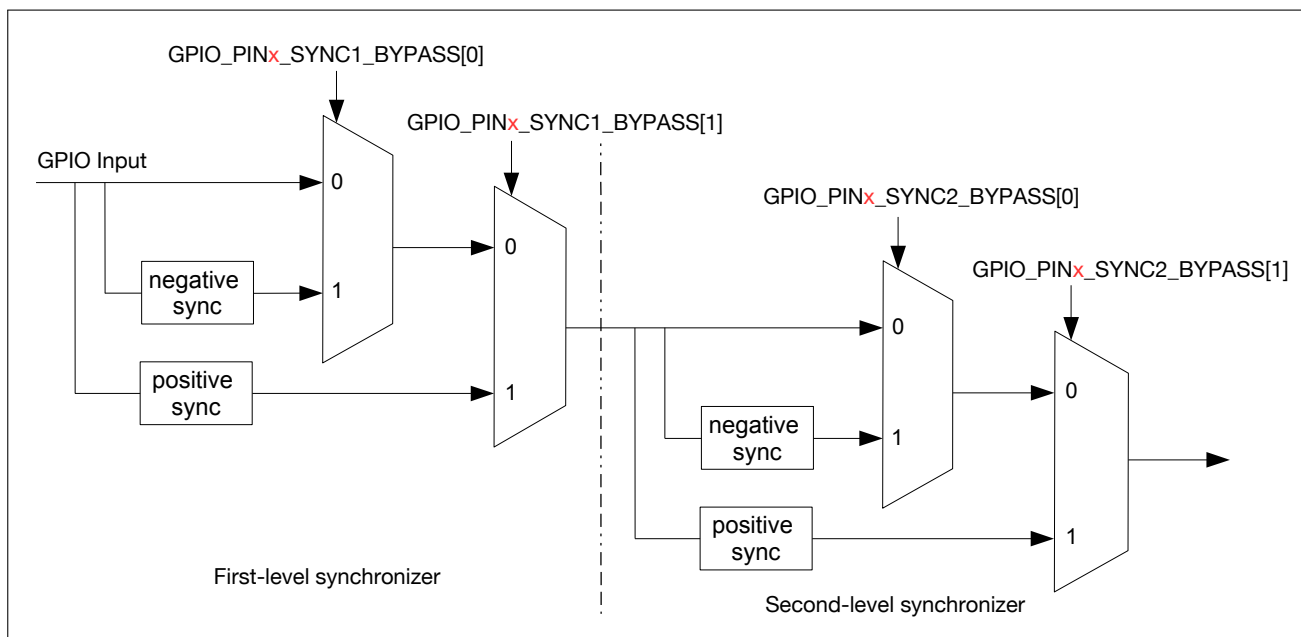 GPIO_PINx_SYNC1_BYPASS[0]
GPIO_PINx_SYNC1_BYPASS[1]
GPIO Input
0
negative
sync
1
0
positive
sync
1
First-level synchronizer
GPIO_PINx_SYNC2_BYPASS[0]
GPIO_PINx_SYNC2_BYPASS[1]
0
negative
sync
1
0
positive
sync
1
Second-level synchronizer